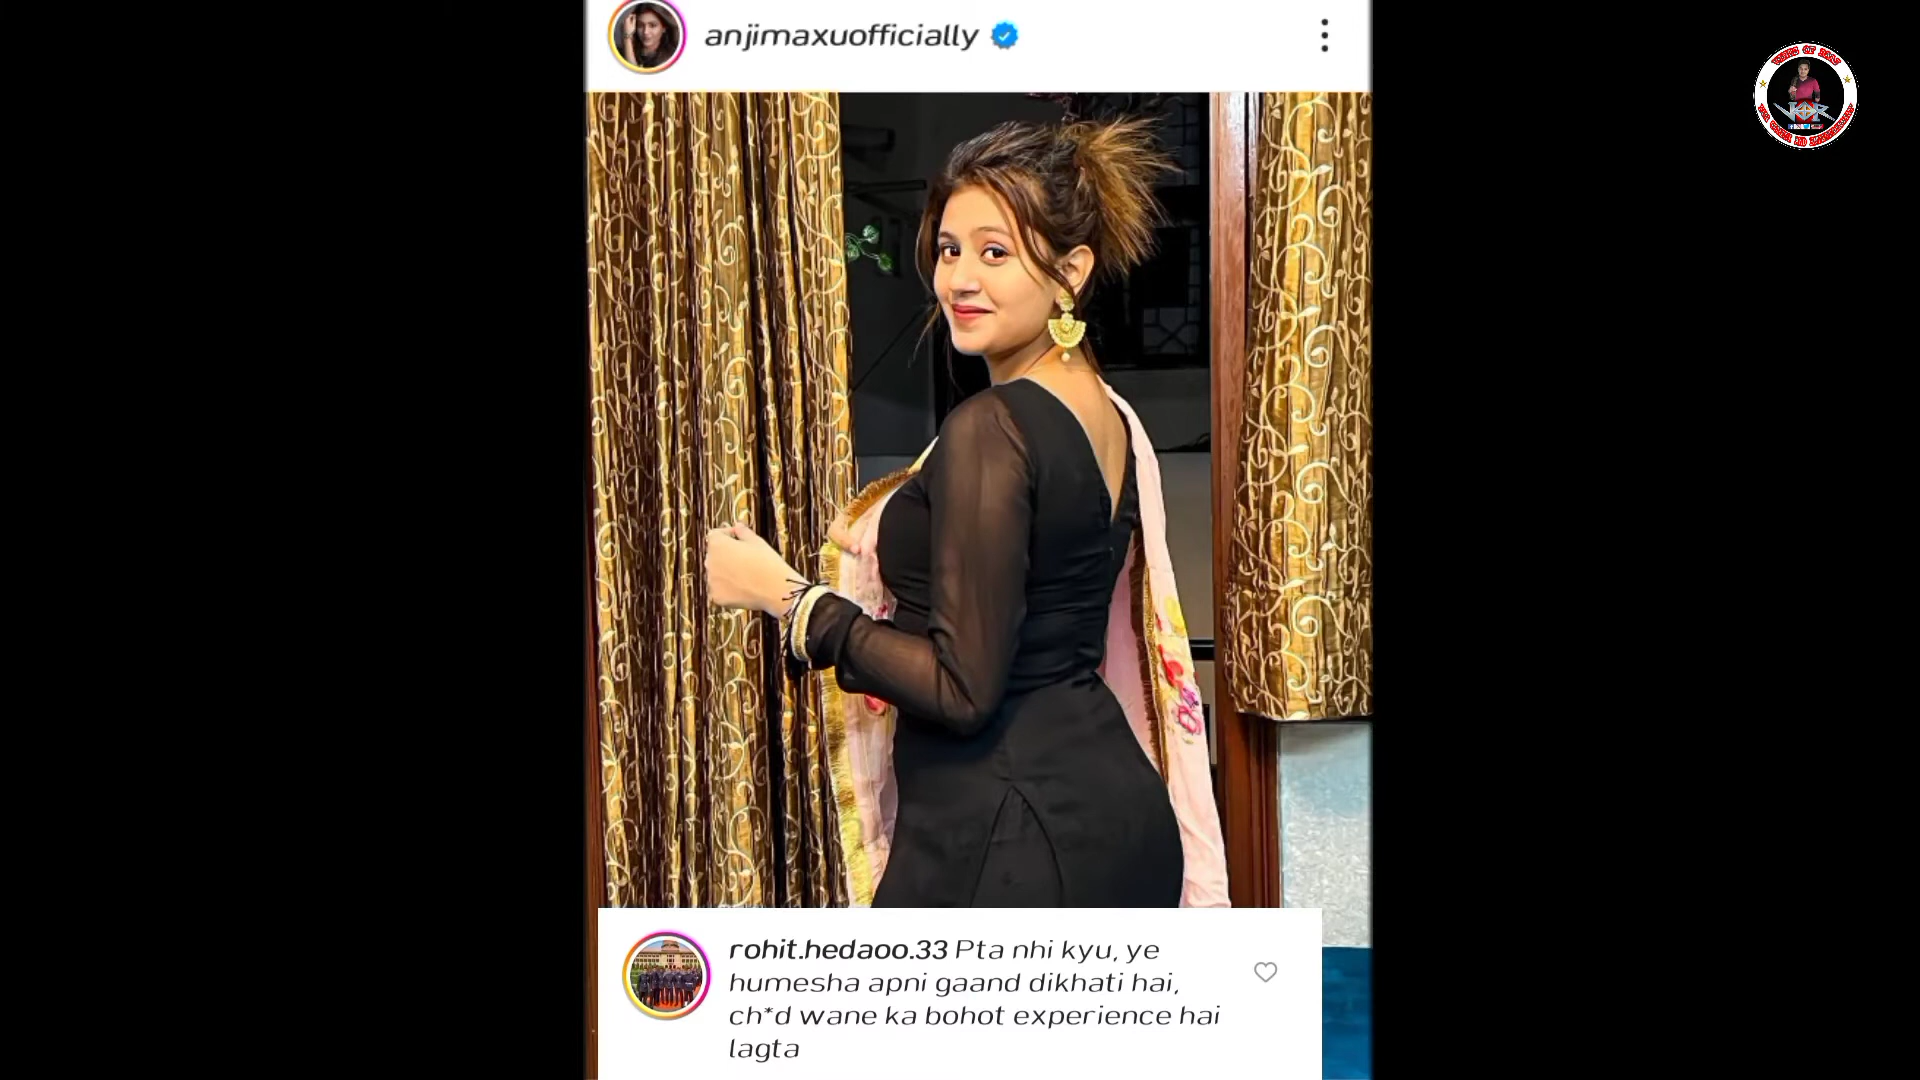 anjimaxuofficially
rohit.hedaoo.33 Pta nhi kyu, ye
humesha apni gaand dikhati hai,
ch*d wane ka bohot experience hai
lagta